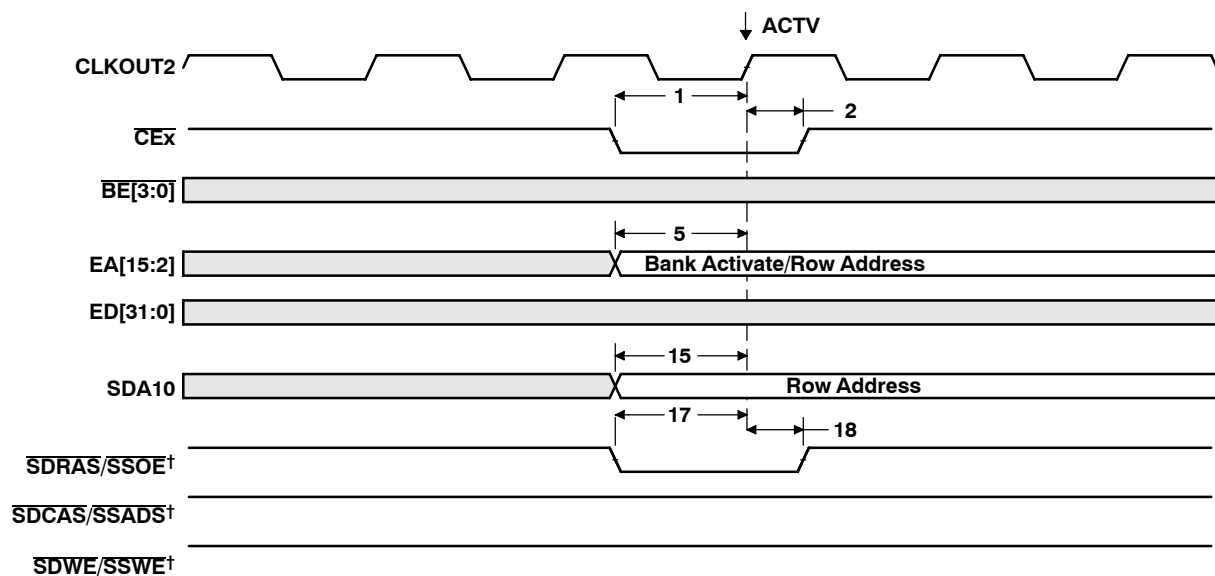 ACTV
CLKOUT2
1
2
CEx
BE[3:0]
5
EA[15:2]
Bank Activate/Row Address
ED[31:0]
15
SDA10
Row Address
17
18
SDRAS/SSOE†
SDCAS/SSADS†
SDWE/SSWE†